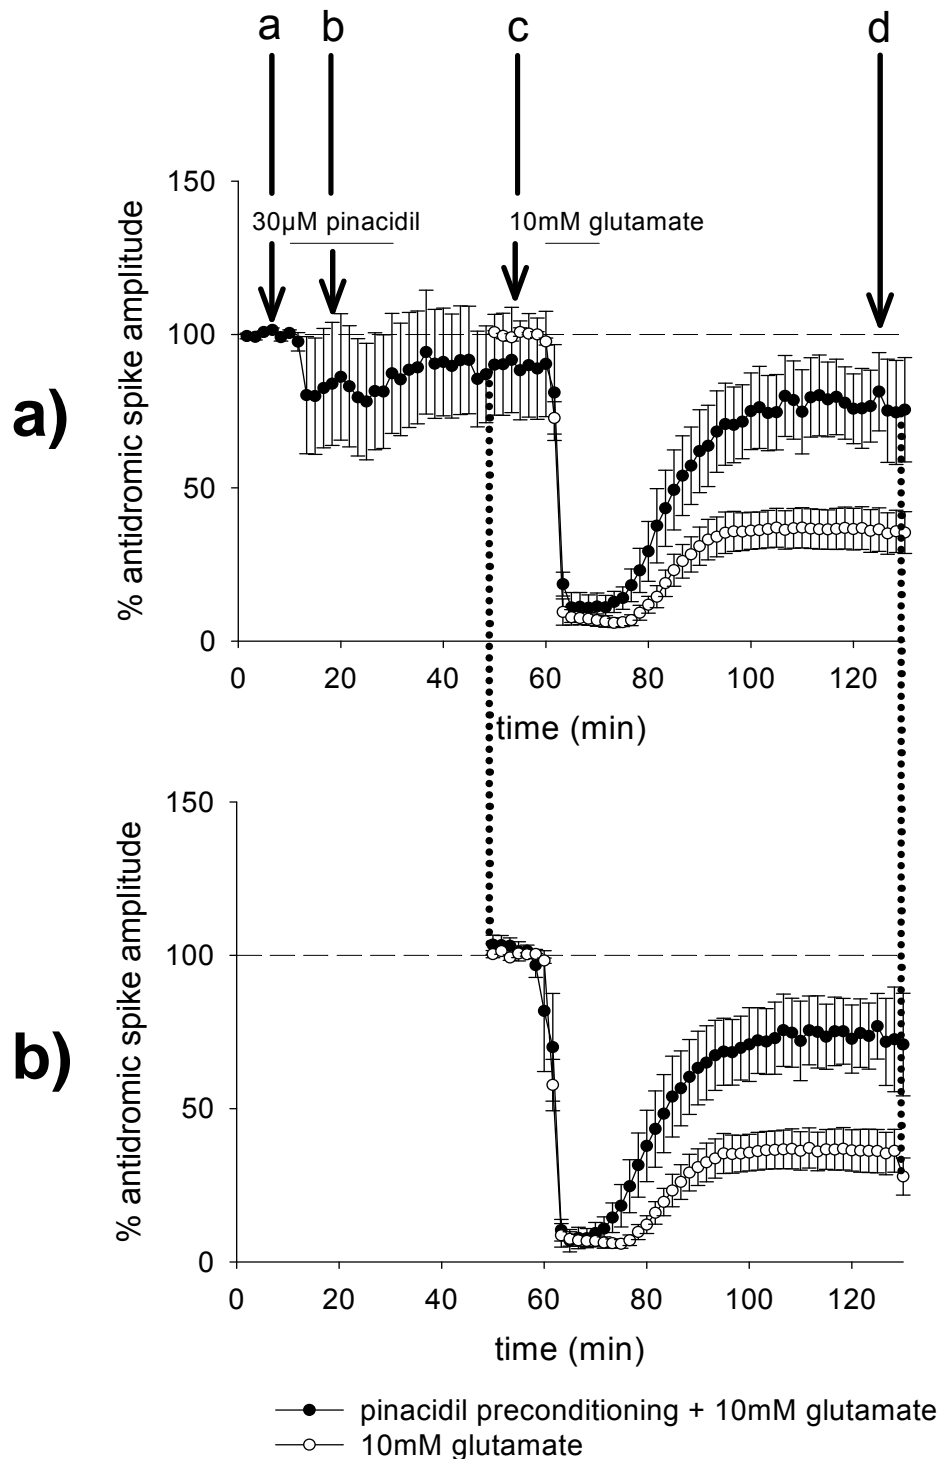 a b c d
150
30µM pinacidil 10mM glutamate
100
a)
50
0
% antidromic spike amplitude
0 20 40 60 80 100 120
time (min)
150
100
b)
50
0
% antidromic spike amplitude
0 20 40 60 80 100 120
time (min)
pinacidil preconditioning + 10mM glutamate
10mM glutamate